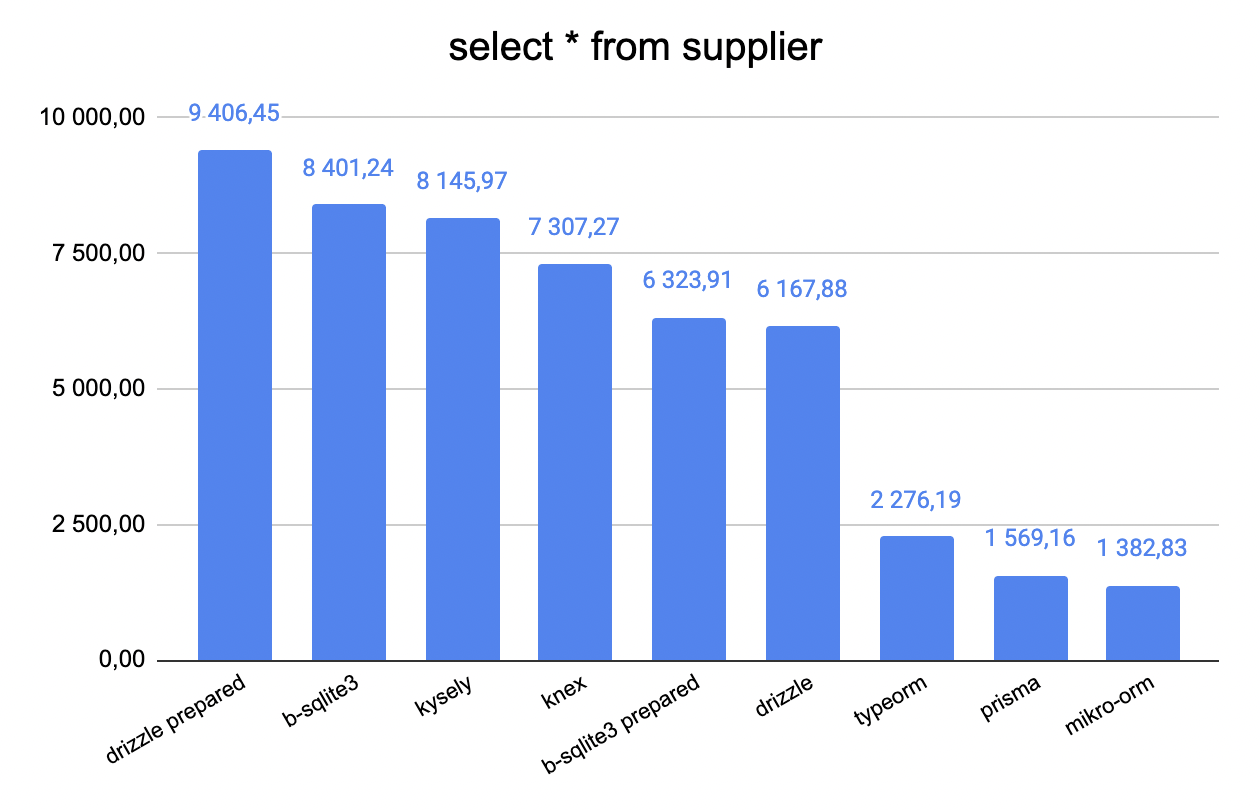 select * from supplier
10 000,00
7 500,00
5 000,00
2 500,00
0,00
9 406,45
8 401,24
8 145,97
7 307,27
6 323,91
6 167,88
2 276,19
1 569,16
1 382,83
drizzle prepared
b-sqlite3
kysely
knex
b-sqlite3 prepared
drizzle
typeorm
prisma
mikro-orm